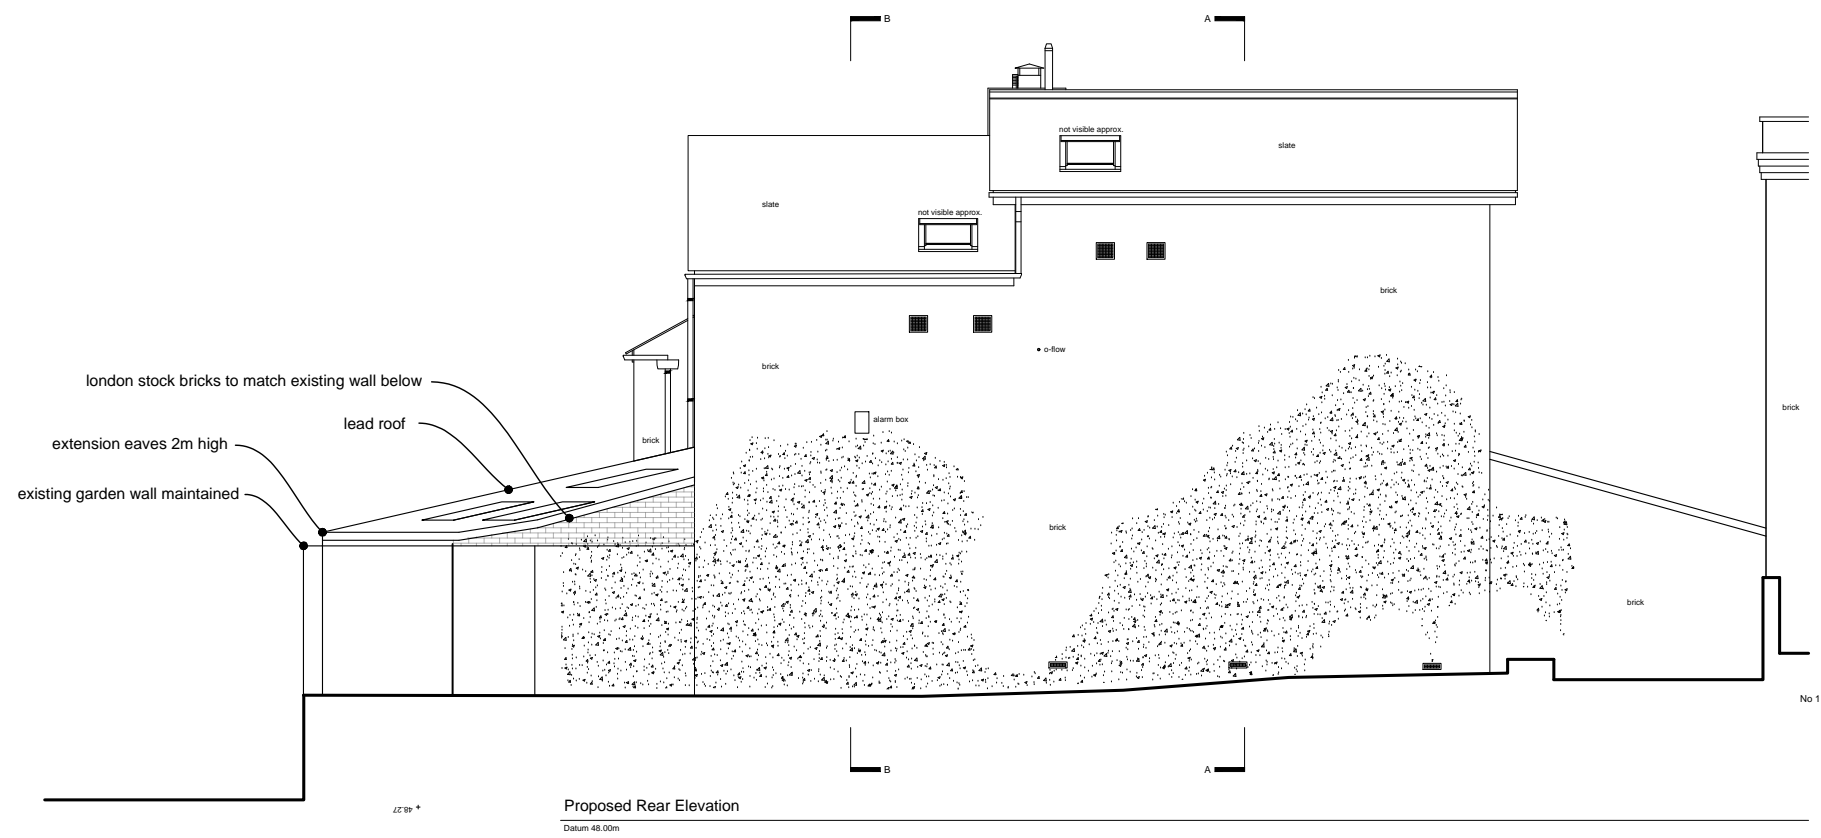 B
A
not visible approx.
slate
slate
not visible approx.
brick
o-flow
brick
london stock bricks to match existing wall below
brick
alarm box
lead roof
brick
extension eaves 2m high
existing garden wall maintained
brick
brick
No 1
B
A
+ 48.27
Proposed Rear Elevation
Datum 48.00m